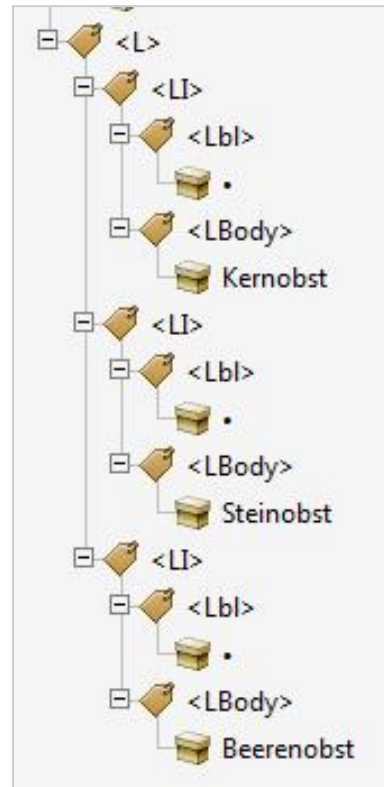 <L>
<LI>
<Lbl>
•
<LBody>
Kernobst
<LI>
<Lbl>
•
<LBody>
Steinobst
<LI>
<Lbl>
•
<LBody>
Beerenobst